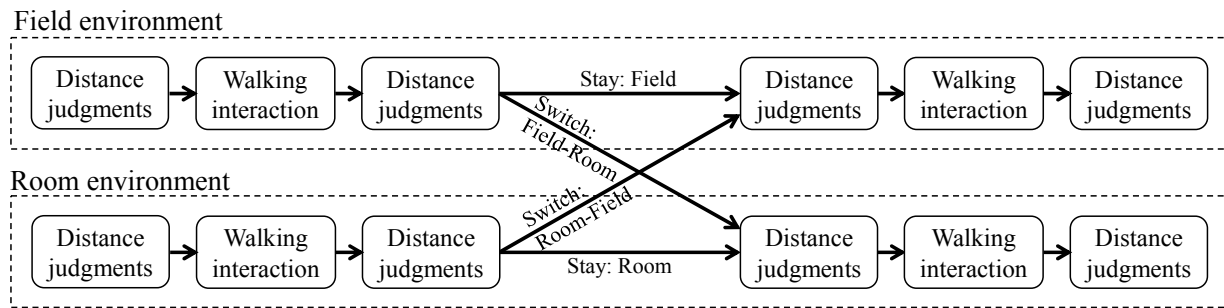 Field environment
Distance
judgments
Walking
interaction
Distance
judgments
Stay: Field
Switch:
Field-Room
Distance
judgments
Walking
interaction
Distance
judgments
Room environment
Distance
judgments
Walking
interaction
Distance
judgments
Switch:
Room-Field
Stay: Room
Distance
judgments
Walking
interaction
Distance
judgments